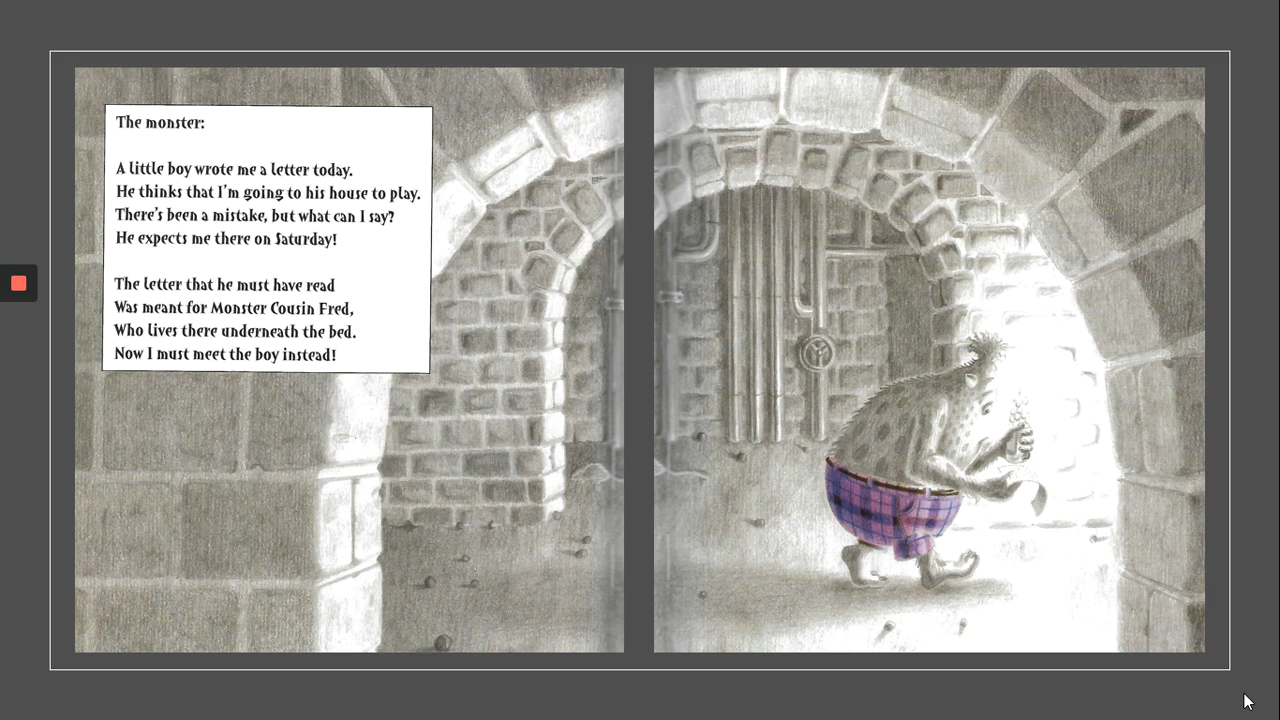 The monster:
A little boy wrote me a letter today.
He thinks that I'm going to his house to play.
There's been a mistake, but what can I say?
He expects me there on Saturday!
The letter that he must have read
Was meant for Monster Cousin Fred,
Who lives there underneath the bed.
Now I must meet the boy instead!